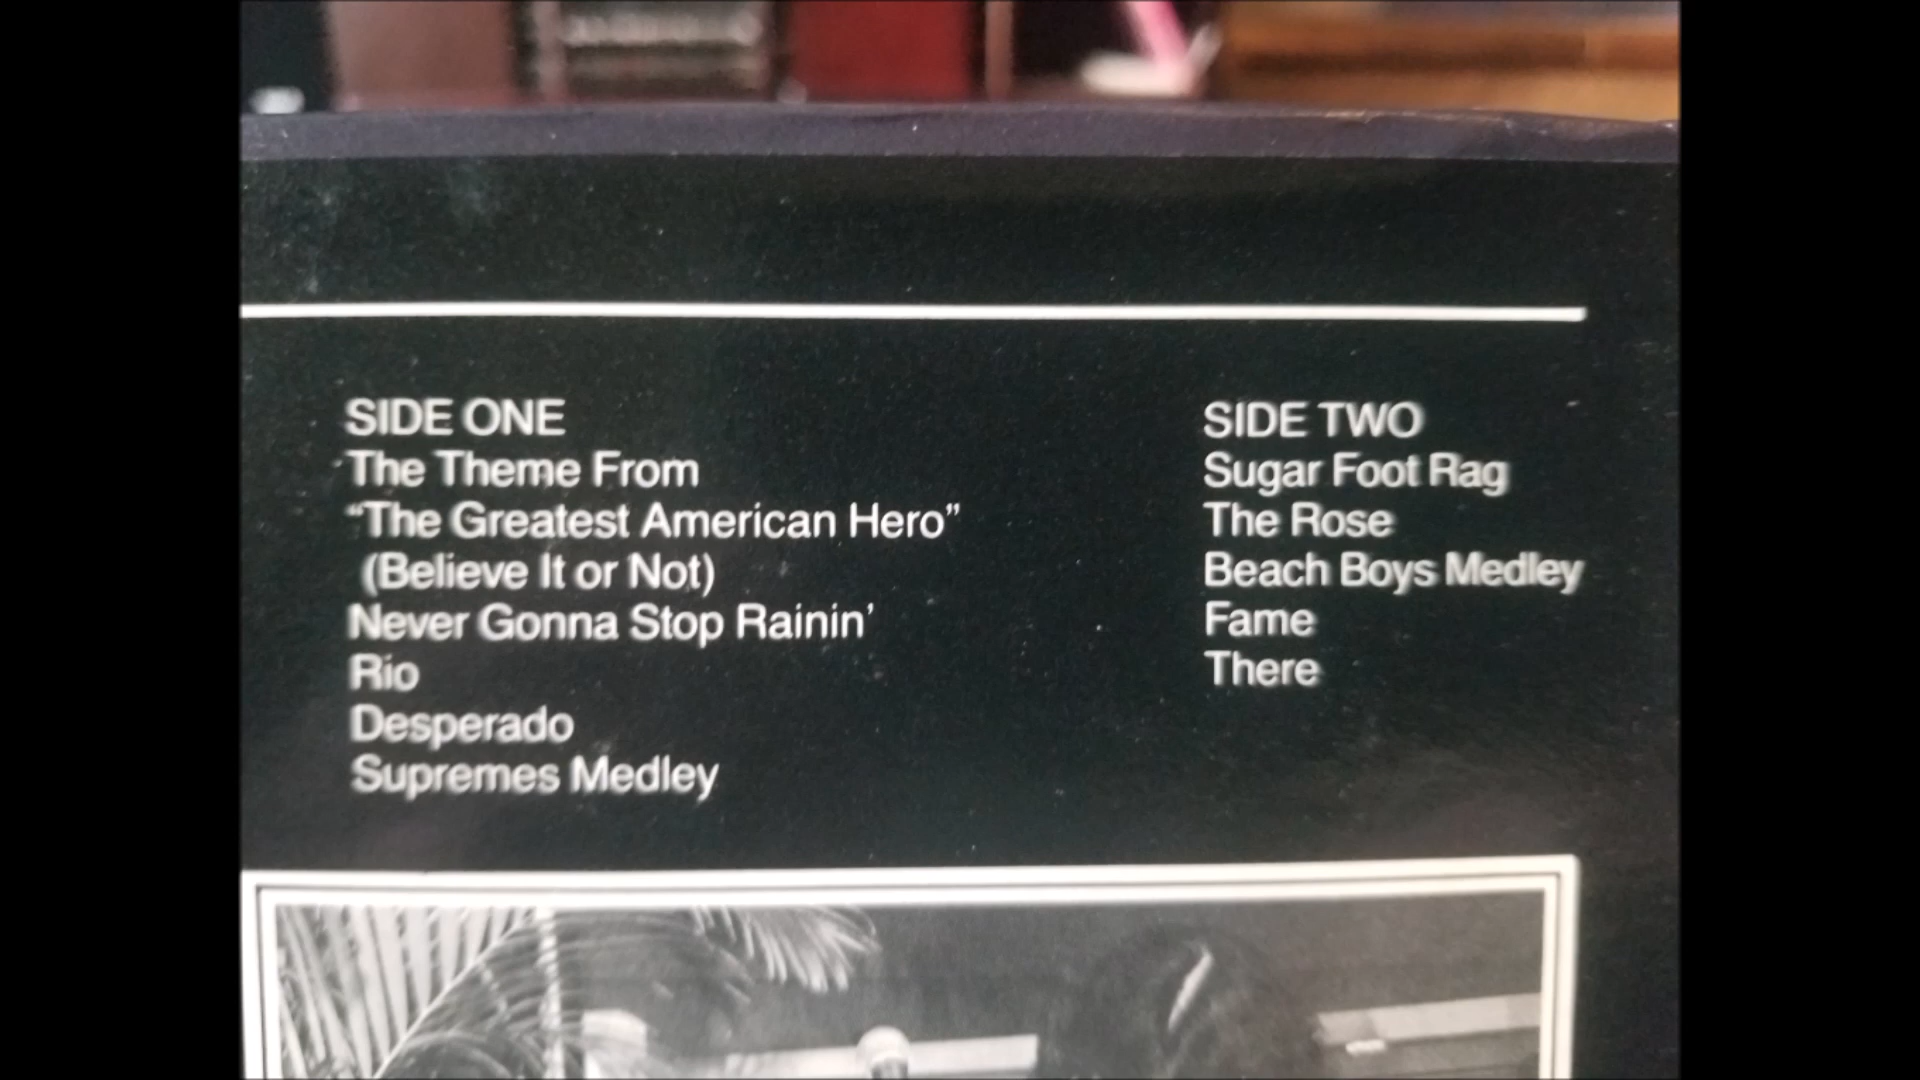 SIDE ONE
The Theme From
“The Greatest American Hero”
(Believe It or Not)
Never Gonna Stop Rainin’
Rio
Desperado
Supremes Medley
SIDE TWO
Sugar Foot Rag
The Rose
Beach Boys Medley
Fame
There